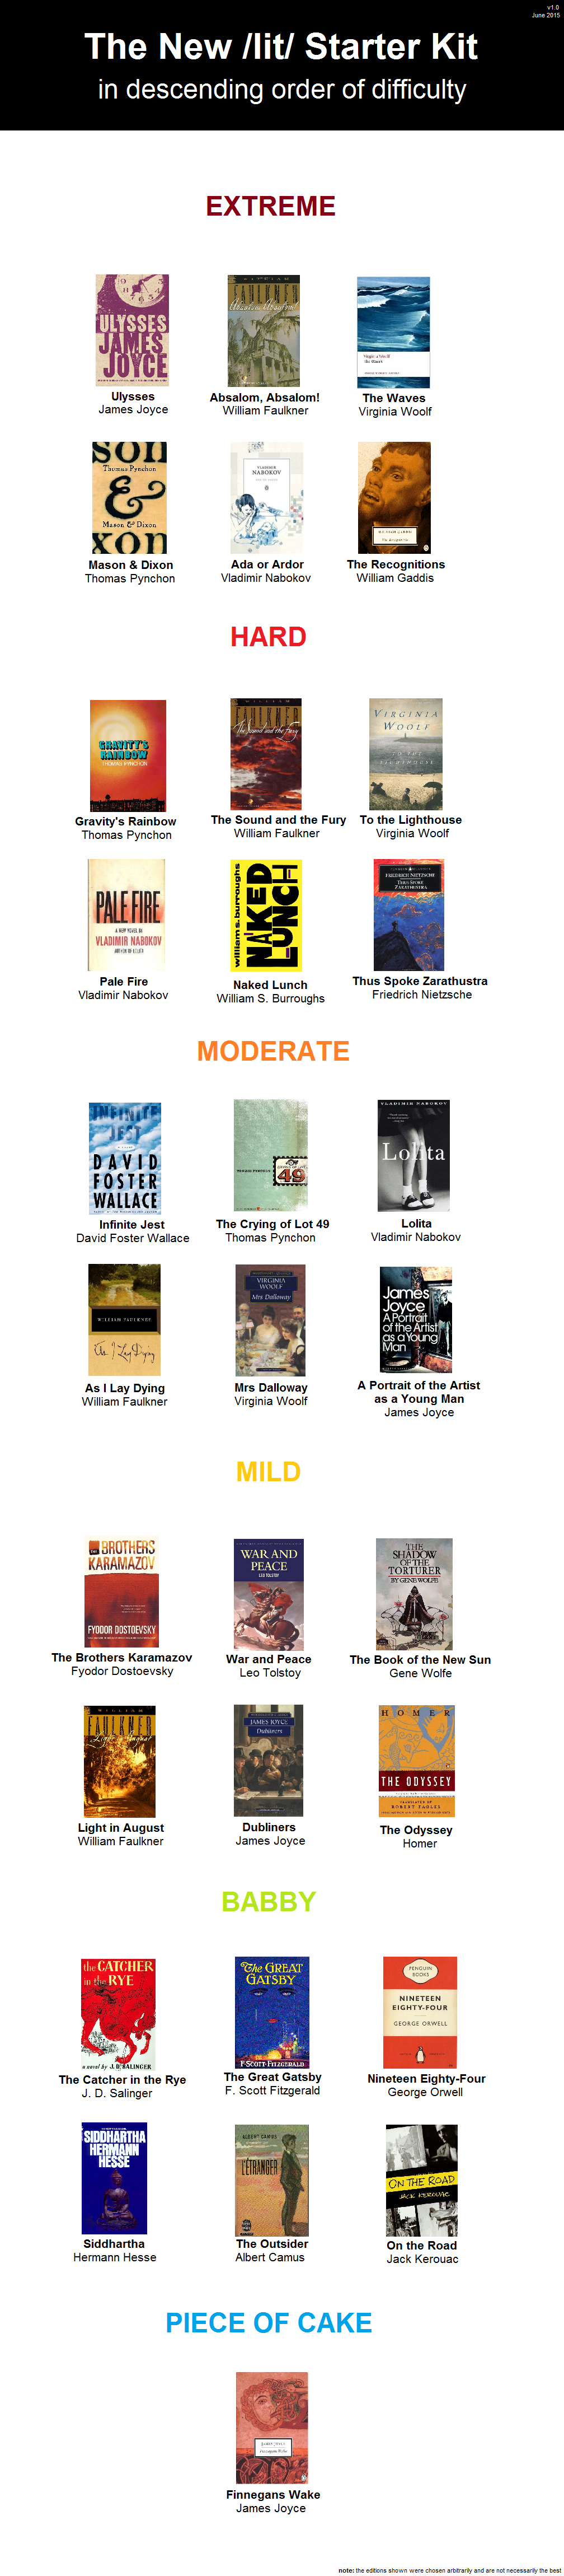 v1.0
June 2015
The New /lit/ Starter Kit
in descending order of difficulty
EXTREME
ULYSSES
JAMES
JOYCE
Ulysses
James Joyce
FAULKNER
Absalom, Absalom!
Absalom, Absalom!
William Faulkner
Virginia Woolf
The Waves
The Waves
Virginia Woolf
son
Thomas Pynchon
&
Mason & Dixon
xon
Mason & Dixon
Thomas Pynchon
VLADIMIR
NABOKOV
Ada or Ardor
Vladimir Nabokov
The Recognitions
William Gaddis
HARD
GRAVITY'S
RAINBOW
THOMAS PYNCHON
Gravity's Rainbow
Thomas Pynchon
WILLIAM
FAULKNER
The Sound and the Fury
The Sound and the Fury
William Faulkner
VIRGINIA
WOOLF
TO THE
LIGHTHOUSE
To the Lighthouse
Virginia Woolf
PALE FIRE
A NEW NOVEL BY
VLADIMIR NABOKOV
AUTHOR OF LOLITA
Pale Fire
Vladimir Nabokov
william s. burroughs
NAKED
LUNCH
Naked Lunch
William S. Burroughs
FRIEDRICH NIETZSCHE
THUS SPOKE
ZARATHUSTRA
Thus Spoke Zarathustra
Friedrich Nietzsche
MODERATE
INFINITE
JEST
DAVID
FOSTER
WALLACE
Infinite Jest
David Foster Wallace
49
The Crying of Lot 49
Thomas Pynchon
VLADIMIR NABOKOV
Lolita
Lolita
Vladimir Nabokov
WILLIAM FAULKNER
As I Lay Dying
As I Lay Dying
William Faulkner
VIRGINIA
WOOLF
Mrs Dalloway
Mrs Dalloway
Virginia Woolf
James
Joyce
A Portrait
of the Artist
as a Young
Man
A Portrait of the Artist
as a Young Man
James Joyce
MILD
THE BROTHERS
KARAMAZOV
FYODOR DOSTOEVSKY
The Brothers Karamazov
Fyodor Dostoevsky
WAR AND
PEACE
LEO TOLSTOY
War and Peace
Leo Tolstoy
THE
SHADOW
OF THE
TORTURER
BY GENE WOLFE
The Book of the New Sun
Gene Wolfe
WILLIAM
FAULKNER
Light in August
Light in August
William Faulkner
JAMES JOYCE
Dubliners
Dubliners
James Joyce
HOMER
THE ODYSSEY
TRANSLATED BY
ROBERT FAGLES
The Odyssey
Homer
BABBY
the CATCHER
in the RYE
a novel by J. D. SALINGER
The Catcher in the Rye
J. D. Salinger
The GREAT
GATSBY
F·SCOTT·FITZGERALD
The Great Gatsby
F. Scott Fitzgerald
PENGUIN
BOOKS
NINETEEN
EIGHTY-FOUR
GEORGE ORWELL
Nineteen Eighty-Four
George Orwell
SIDDHARTHA
HERMANN
HESSE
Siddhartha
Hermann Hesse
ALBERT CAMUS
L'ÉTRANGER
The Outsider
Albert Camus
ON THE ROAD
JACK KEROUAC
On the Road
Jack Kerouac
PIECE OF CAKE
JAMES JOYCE
Finnegans Wake
Finnegans Wake
James Joyce
note: the editions shown were chosen arbitrarily and are not necessarily the best